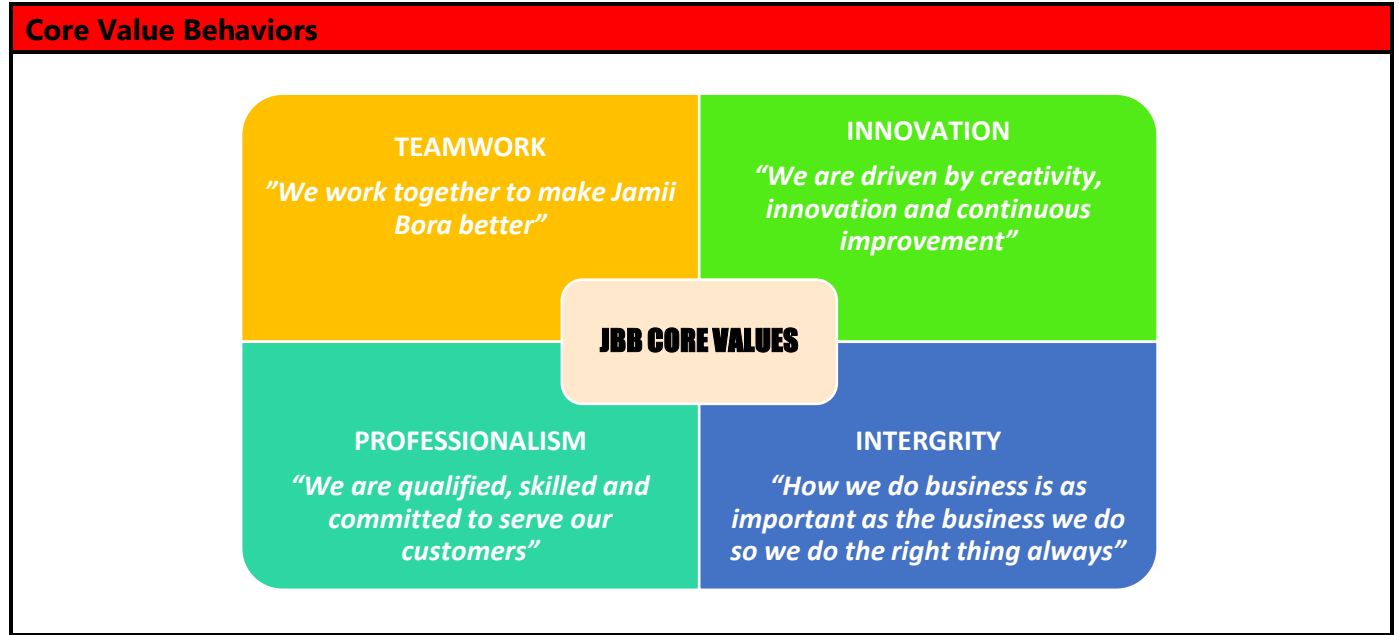 Core Value Behaviors
TEAMWORK
”We work together to make Jamii
Bora better”
INNOVATION
“We are driven by creativity,
innovation and continuous
improvement”
JBB CORE VALUES
PROFESSIONALISM
“We are qualified, skilled and
committed to serve our
customers”
INTERGRITY
“How we do business is as
important as the business we do
so we do the right thing always”